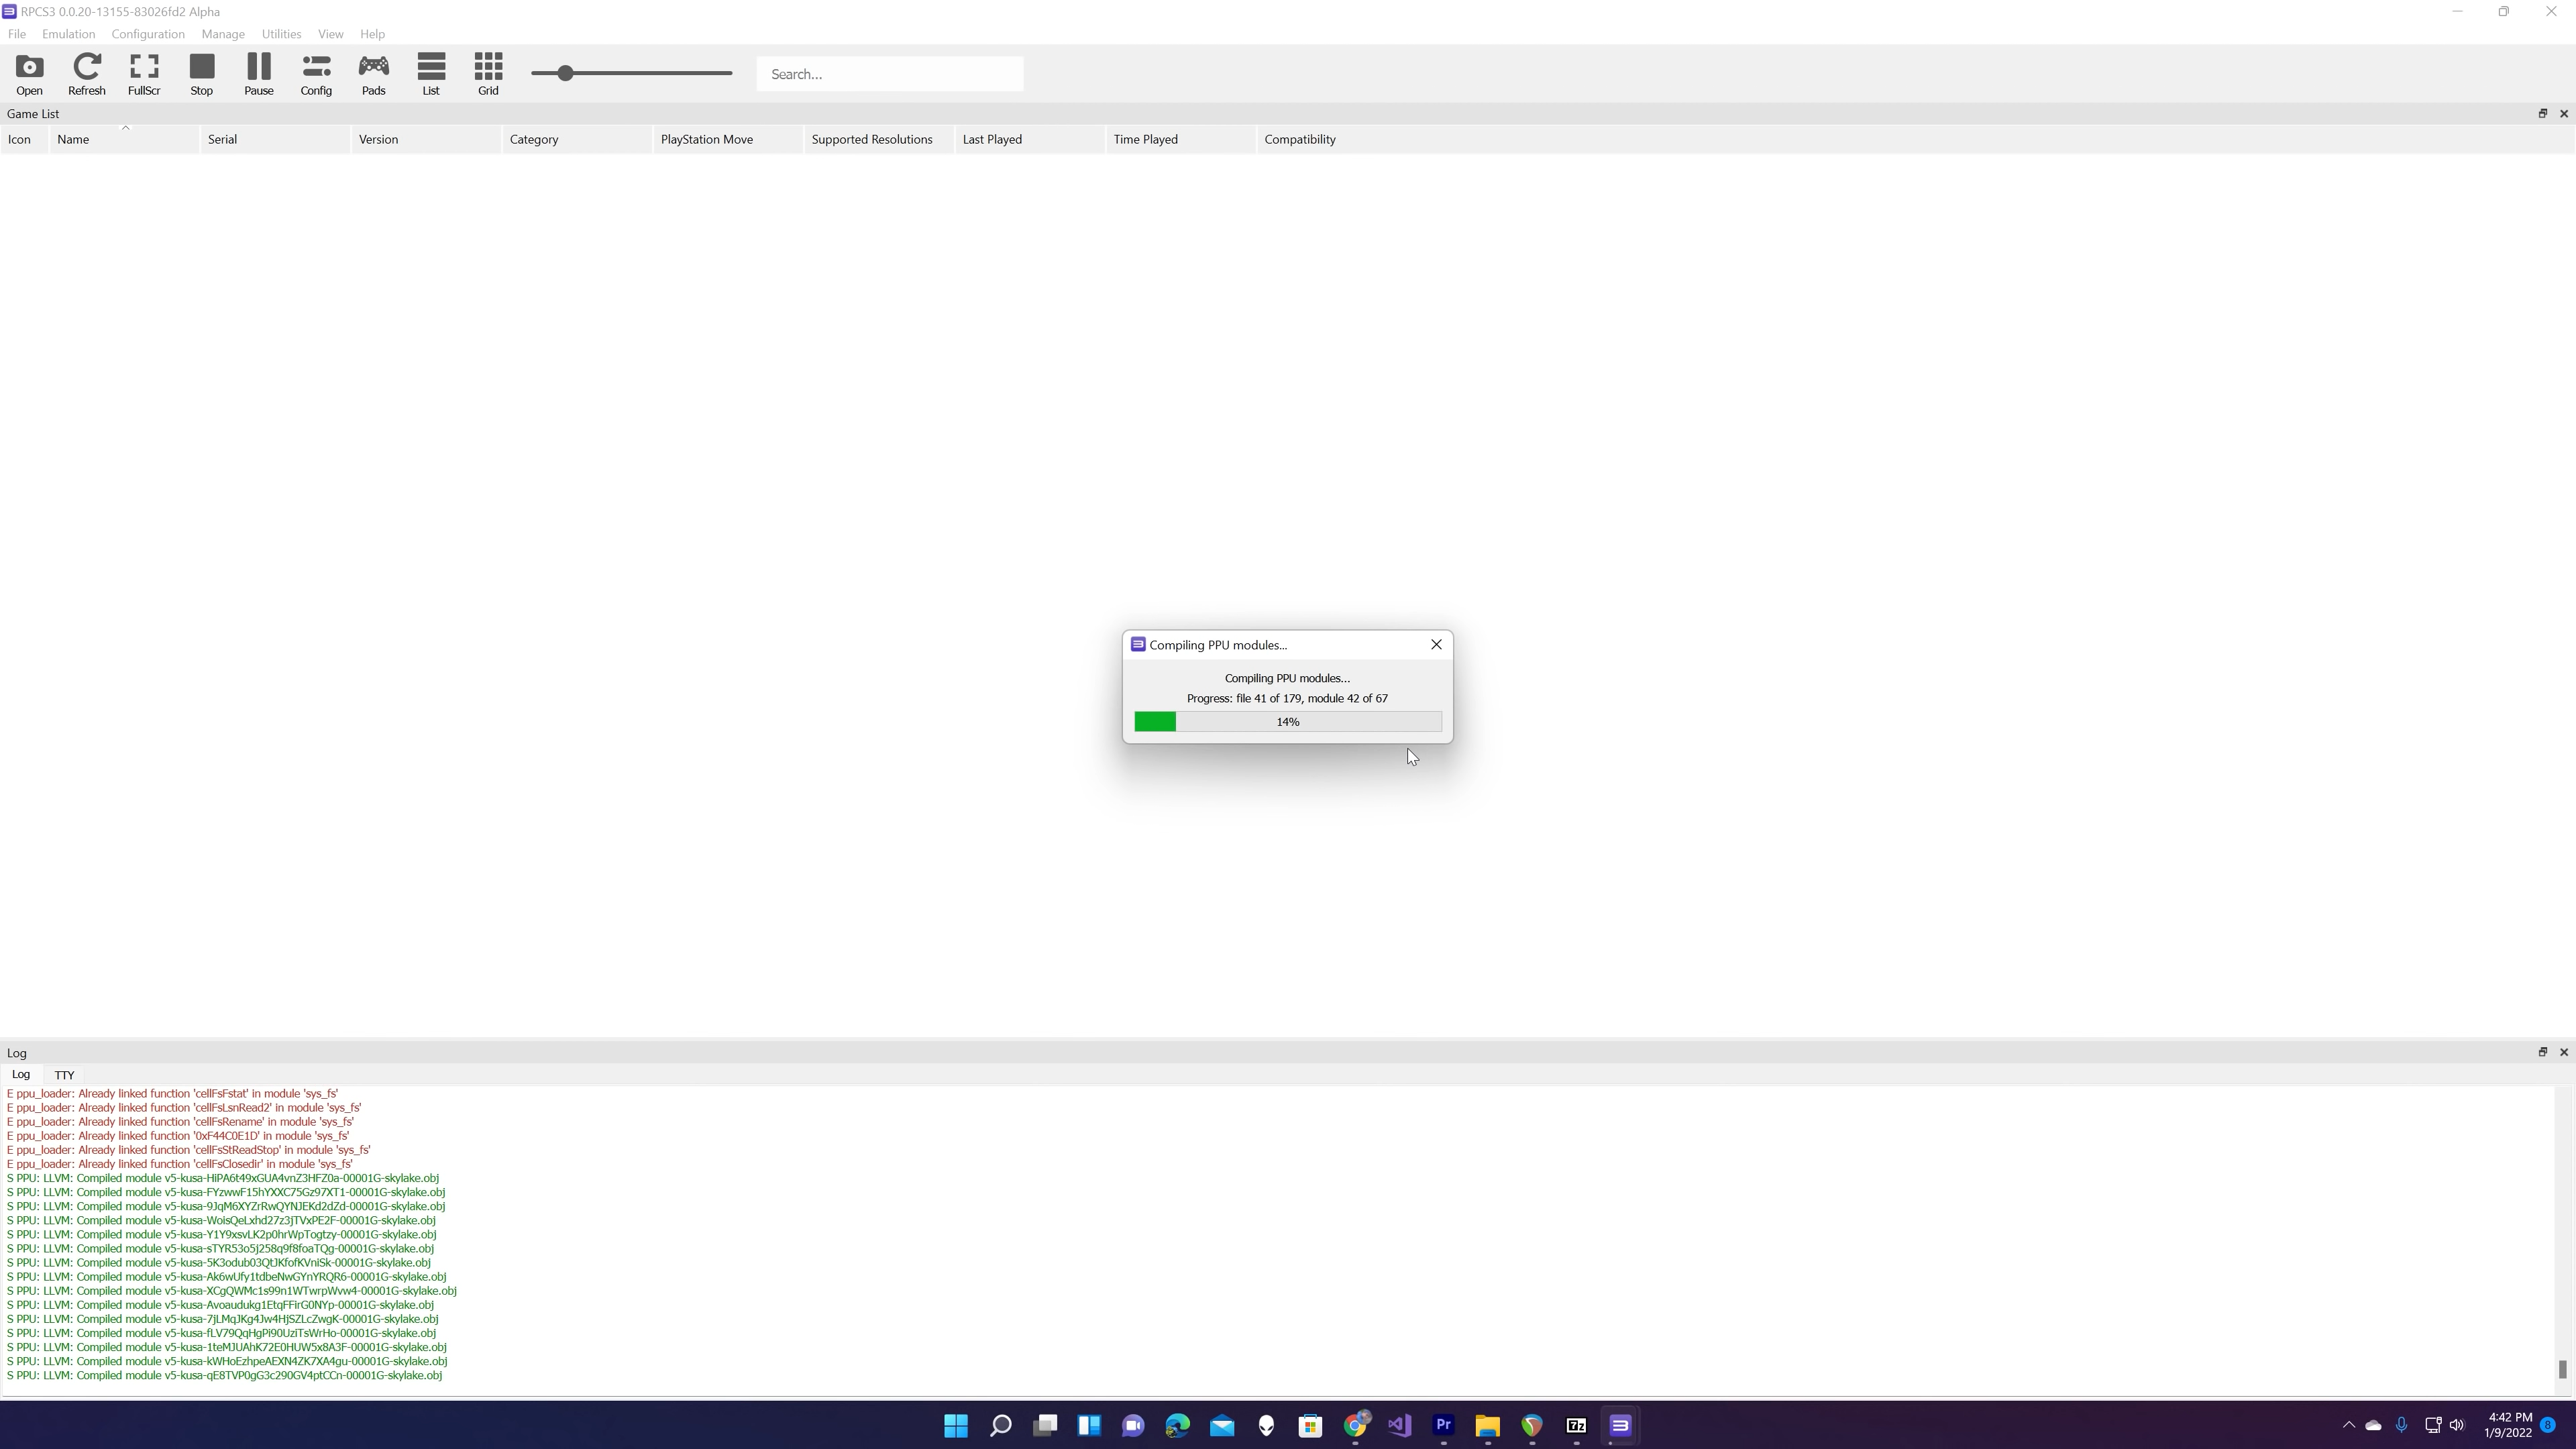 RPCS3 0.0.20-13155-83026fd2 Alpha
File Emulation Configuration Manage Utilities View Help
Open Refresh FullScr Stop Pause Config Pads List Grid Search...
Game List
Icon Name Serial Version Category PlayStation Move Supported Resolutions Last Played Time Played Compatibility
Compiling PPU modules...
Compiling PPU modules...
Progress: file 41 of 179, module 42 of 67
14%
Log
Log TTY
E ppu_loader: Already linked function 'cellFsFstat' in module 'sys_fs'
E ppu_loader: Already linked function 'cellFsLsnRead2' in module 'sys_fs'
E ppu_loader: Already linked function 'cellFsRename' in module 'sys_fs'
E ppu_loader: Already linked function '0xF44C0E1D' in module 'sys_fs'
E ppu_loader: Already linked function 'cellFsStReadStop' in module 'sys_fs'
E ppu_loader: Already linked function 'cellFsClosedir' in module 'sys_fs'
S PPU: LLVM: Compiled module v5-kusa-HiPA6t49xGUA4vnZ3HFZ0a-00001G-skylake.obj
S PPU: LLVM: Compiled module v5-kusa-FYzwwF15hYXXC75Gz97XT1-00001G-skylake.obj
S PPU: LLVM: Compiled module v5-kusa-9JqM6XYZrRwQYNJEKd2dZd-00001G-skylake.obj
S PPU: LLVM: Compiled module v5-kusa-WoisQeLxhd27z3jTVxPE2F-00001G-skylake.obj
S PPU: LLVM: Compiled module v5-kusa-Y1Y9xsvLK2p0hrWpTogtzy-00001G-skylake.obj
S PPU: LLVM: Compiled module v5-kusa-sTYR53o5j258q9f8foaTQg-00001G-skylake.obj
S PPU: LLVM: Compiled module v5-kusa-5K3odub03QtJKfofKVniSk-00001G-skylake.obj
S PPU: LLVM: Compiled module v5-kusa-Ak6wUfy1tdbeNwGYnYRQR6-00001G-skylake.obj
S PPU: LLVM: Compiled module v5-kusa-XCgQWMc1s99n1WTwrpWvw4-00001G-skylake.obj
S PPU: LLVM: Compiled module v5-kusa-Avoaudukg1EtqFFirG0NYp-00001G-skylake.obj
S PPU: LLVM: Compiled module v5-kusa-7jLMqJKg4Jw4HjSZLcZwgK-00001G-skylake.obj
S PPU: LLVM: Compiled module v5-kusa-fLV79QqHgPi90UziTsWrHo-00001G-skylake.obj
S PPU: LLVM: Compiled module v5-kusa-1teMJUAhK72E0HUW5x8A3F-00001G-skylake.obj
S PPU: LLVM: Compiled module v5-kusa-kWHoEzhpeAEXN4ZK7XA4gu-00001G-skylake.obj
S PPU: LLVM: Compiled module v5-kusa-qE8TVP0gG3c290GV4ptCCn-00001G-skylake.obj
Pr 7z 4:42 PM
1/9/2022 8